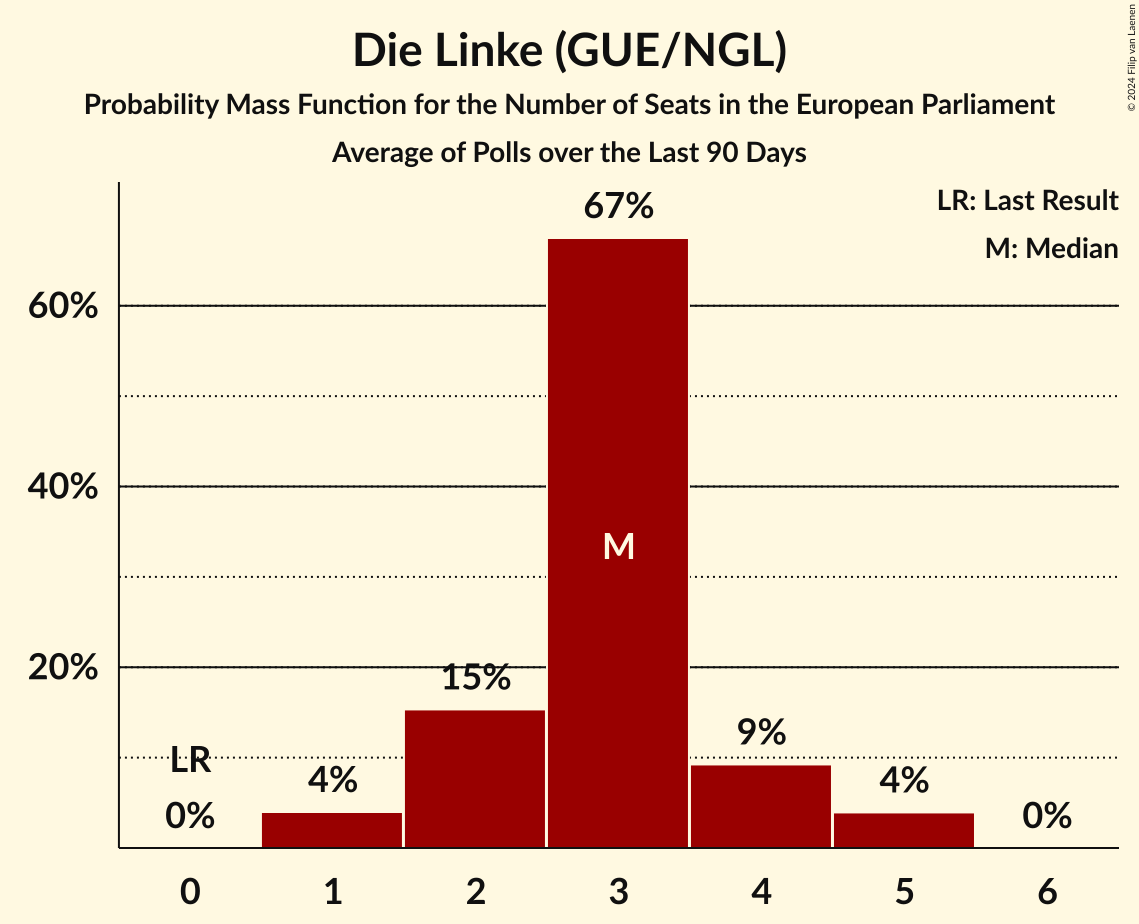 Die Linke (GUE/NGL)
Probability Mass Function for the Number of Seats in the European Parliament
Average of Polls over the Last 90 Days
© 2024 Filip van Laenen
LR: Last Result
M: Median
67%
60%
40%
M
20%
15%
LR
9%
4%
4%
0%
0%
0 1 2 3 4 5 6